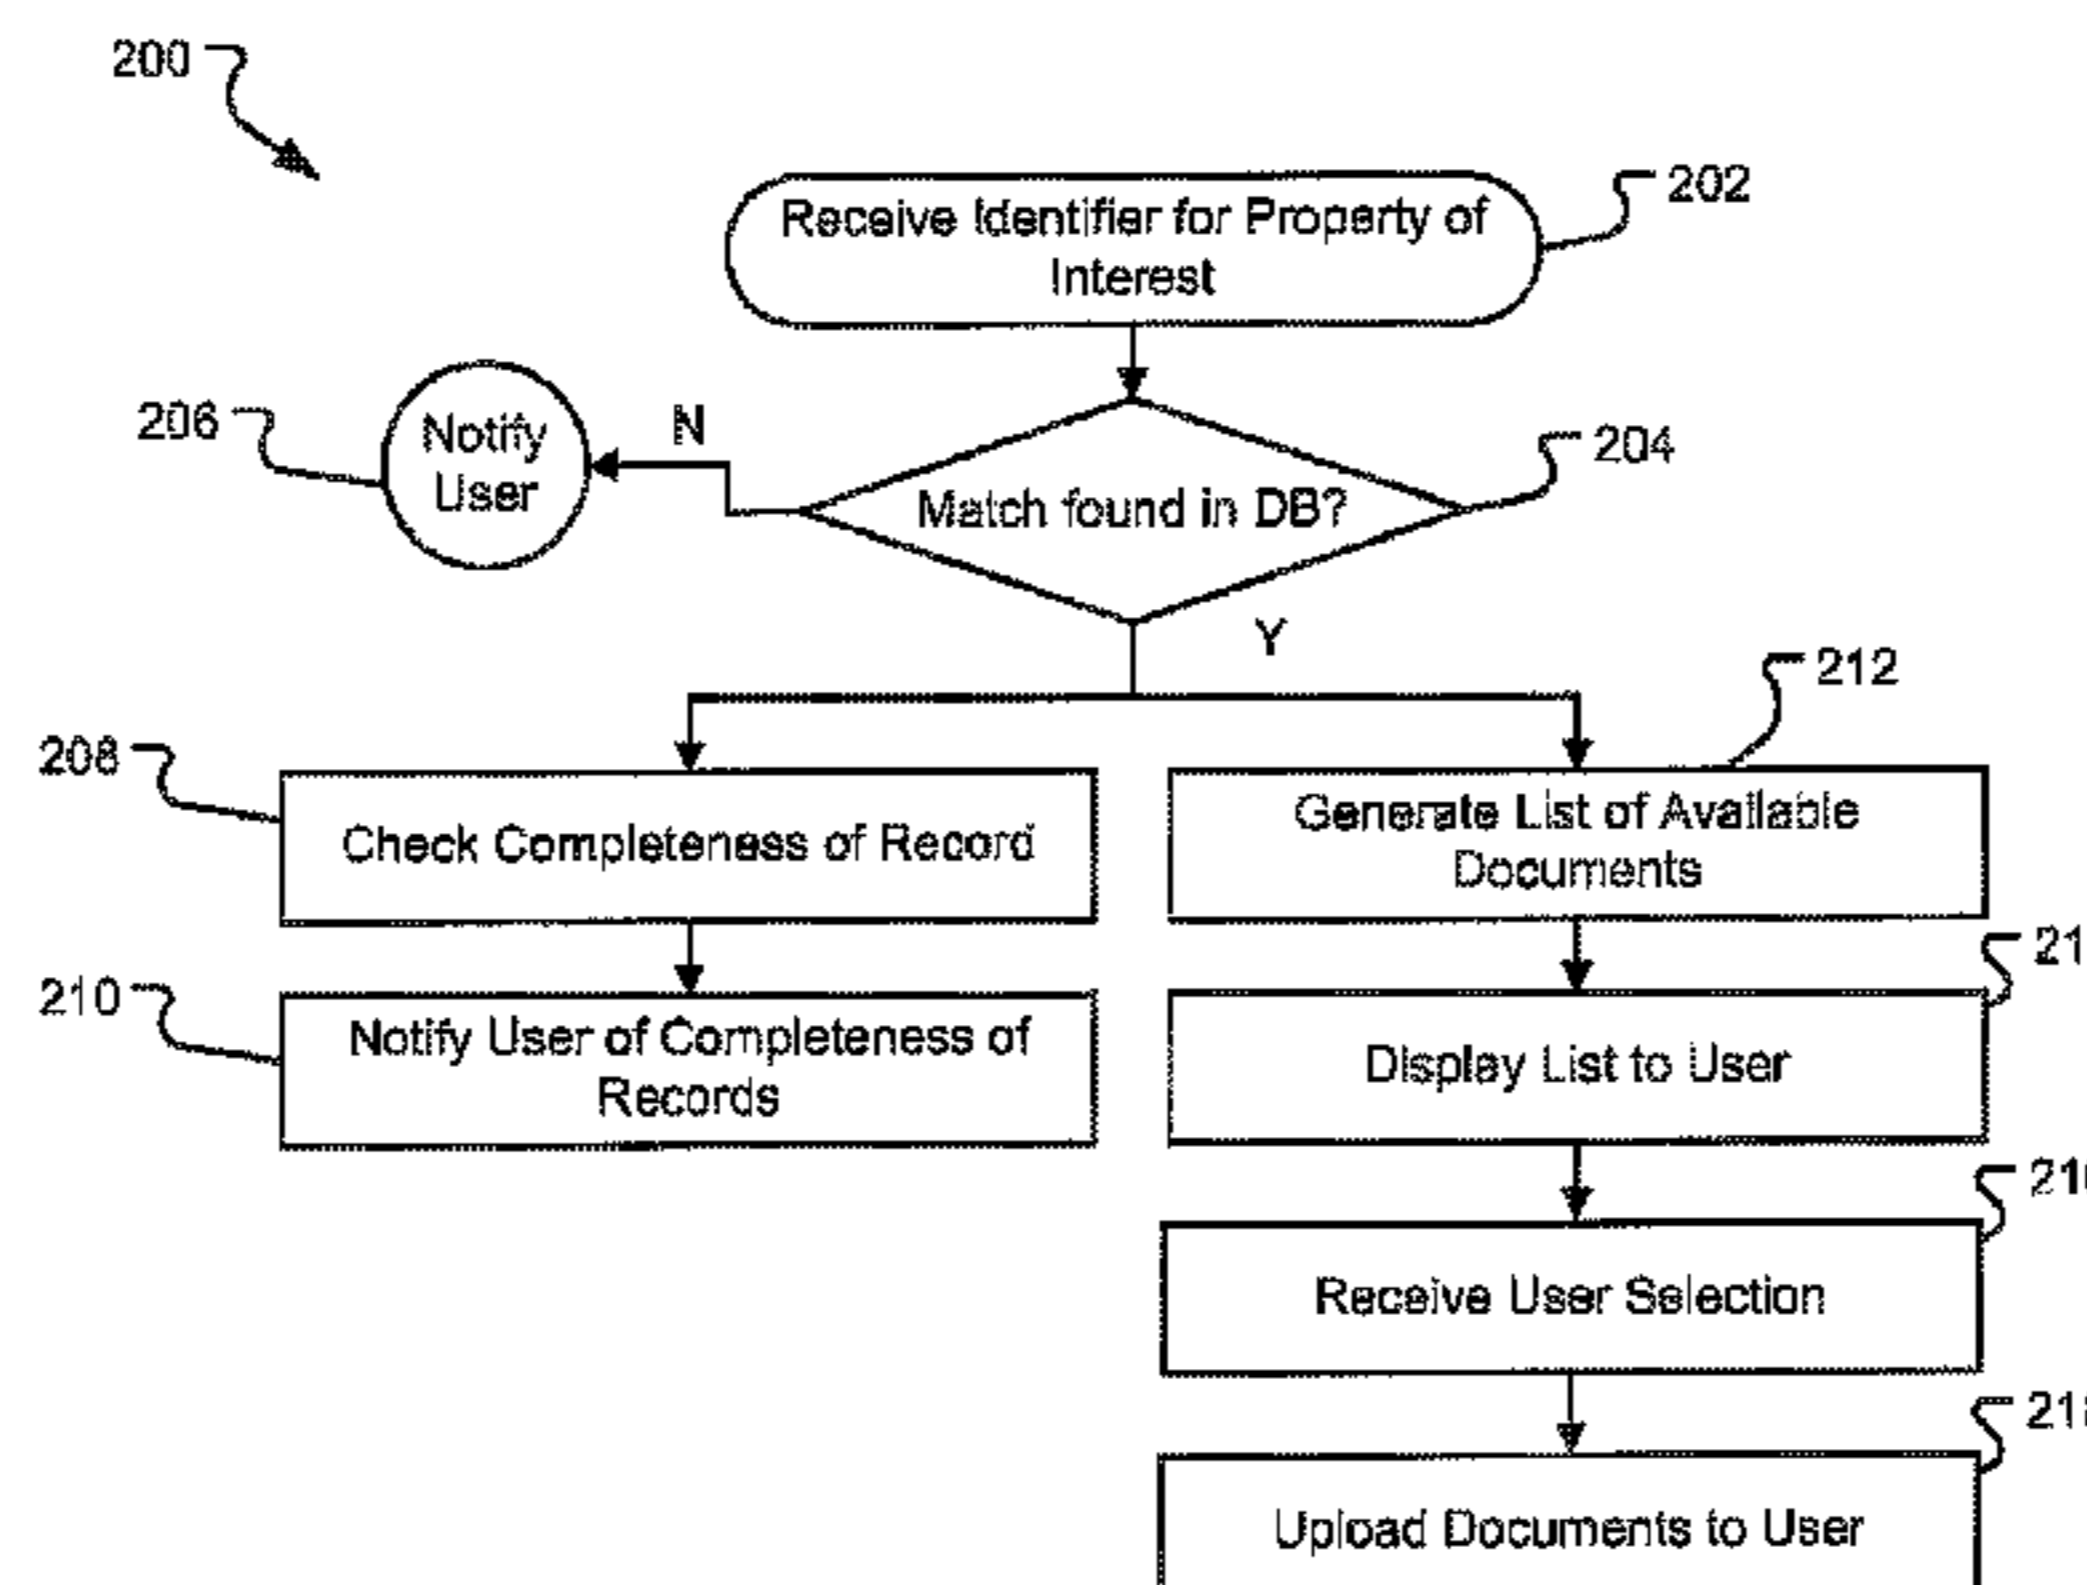 200
202
Receive Identifier for Property of
Interest
206
Notify
User
N
204
Match found in DB?
Y
212
208
Check Completeness of Record
Generate List of Available
Documents
210
Notify User of Completeness of
Records
Display List to User
Receive User Selection
Upload Documents to User